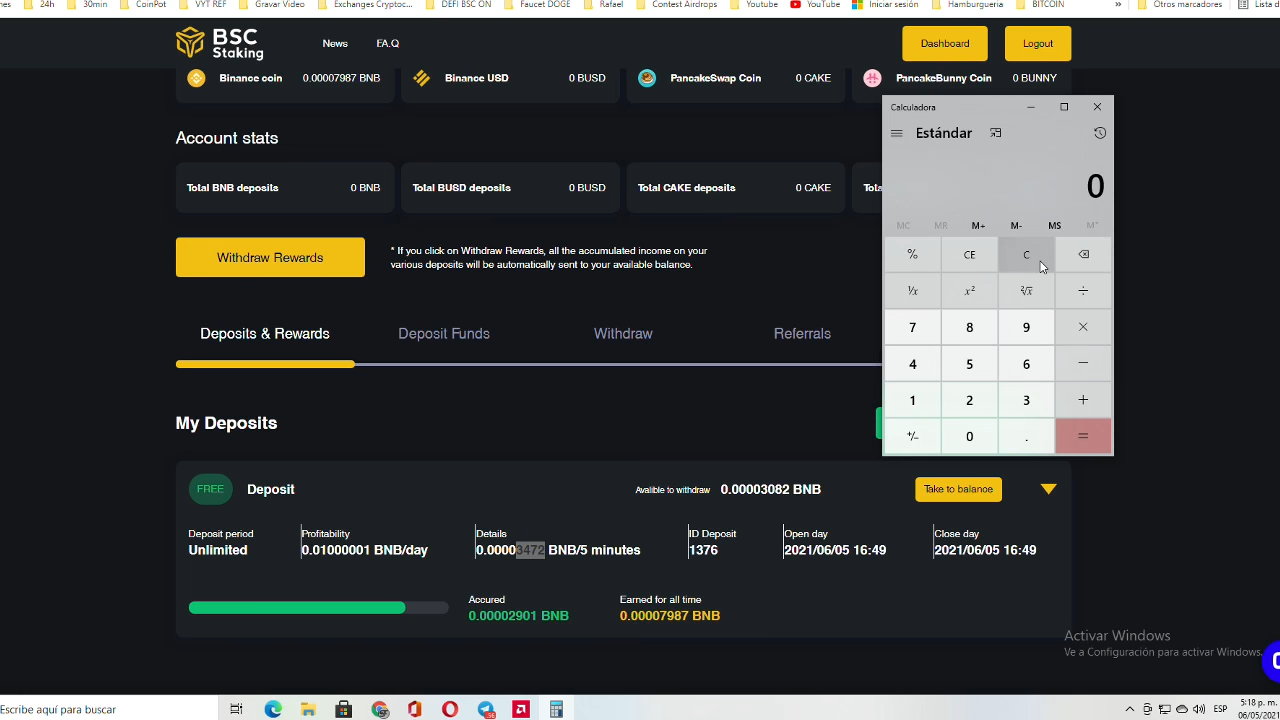 nes 24h 30min CoinPot VYT REF Gravar Video Exchanges Cryptoc... DEFI BSC ON Faucet DOGE Rafael Contest Airdrops Youtube YouTube Iniciar sesión Hamburgueria BITCOIN » Otros marcadores Lista d
BSC
Staking
News F.A.Q Dashboard Logout
Binance coin 0.00007987 BNB Binance USD 0 BUSD PancakeSwap Coin 0 CAKE PancakeBunny Coin 0 BUNNY
Account stats
Total BNB deposits 0 BNB Total BUSD deposits 0 BUSD Total CAKE deposits 0 CAKE Tota
Withdraw Rewards
* If you click on Withdraw Rewards, all the accumulated income on your
various deposits will be automatically sent to your available balance.
Deposits & Rewards Deposit Funds Withdraw Referrals
My Deposits
FREE Deposit Avalible to withdraw 0.00003082 BNB Take to balance
Deposit period Profitability Details ID Deposit Open day Close day
Unlimited 0.01000001 BNB/day 0.00003472 BNB/5 minutes 1376 2021/06/05 16:49 2021/06/05 16:49
Accured Earned for all time
0.00002901 BNB 0.00007987 BNB
Calculadora
Estándar
0
MC MR M+ M- MS M˅
% CE C
¹/x x² ²√x ÷
7 8 9 ×
4 5 6 −
1 2 3 +
+/− 0 . =
Activar Windows
Ve a Configuración para activar Windows.
Escribe aquí para buscar
ESP
5:18 p. m.
06/05/2021